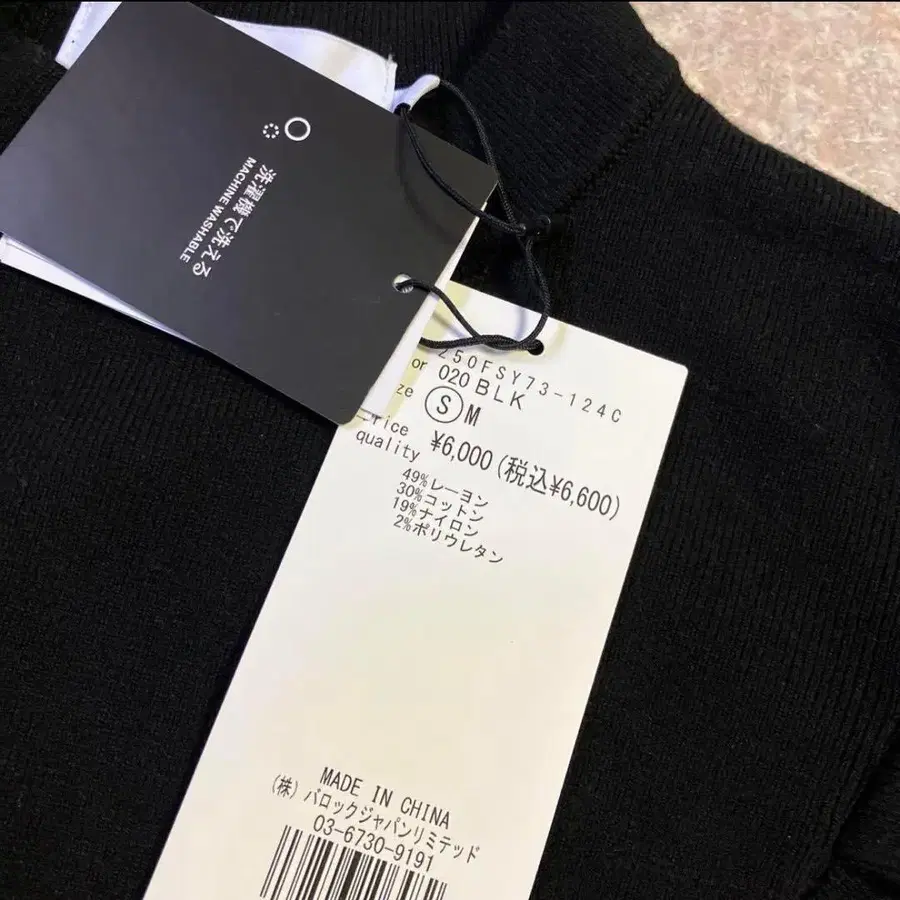 洗濯機で洗える
MACHINE WASHABLE
250FSY73-124C
or 020 BLK
ze Ⓢ M
rice ¥6,000 (税込¥6,600)
quality
49%レーヨン
30%コットン
19%ナイロン
2%ポリウレタン
MADE IN CHINA
(株) バロックジャパンリミテッド
03-6730-9191